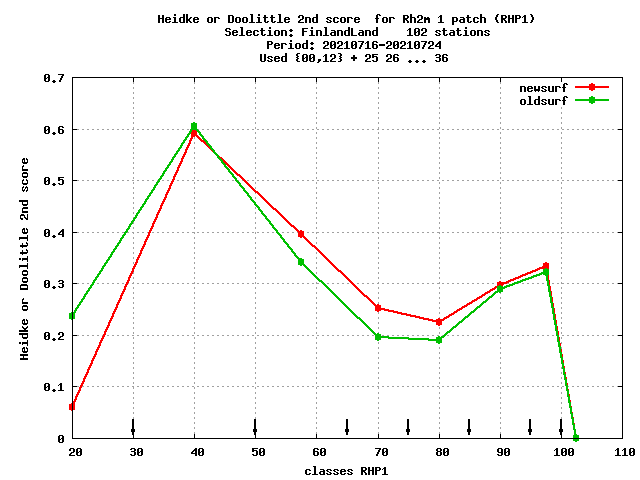 Heidke or Doolittle 2nd score  for Rh2m 1 patch (RHP1)
Selection: FinlandLand    102 stations
Period: 20210716-20210724
Used {00,12} + 25 26 ... 36
newsurf
oldsurf
Heidke or Doolittle 2nd score
0.7
0.6
0.5
0.4
0.3
0.2
0.1
0
20 30 40 50 60 70 80 90 100 110
classes RHP1